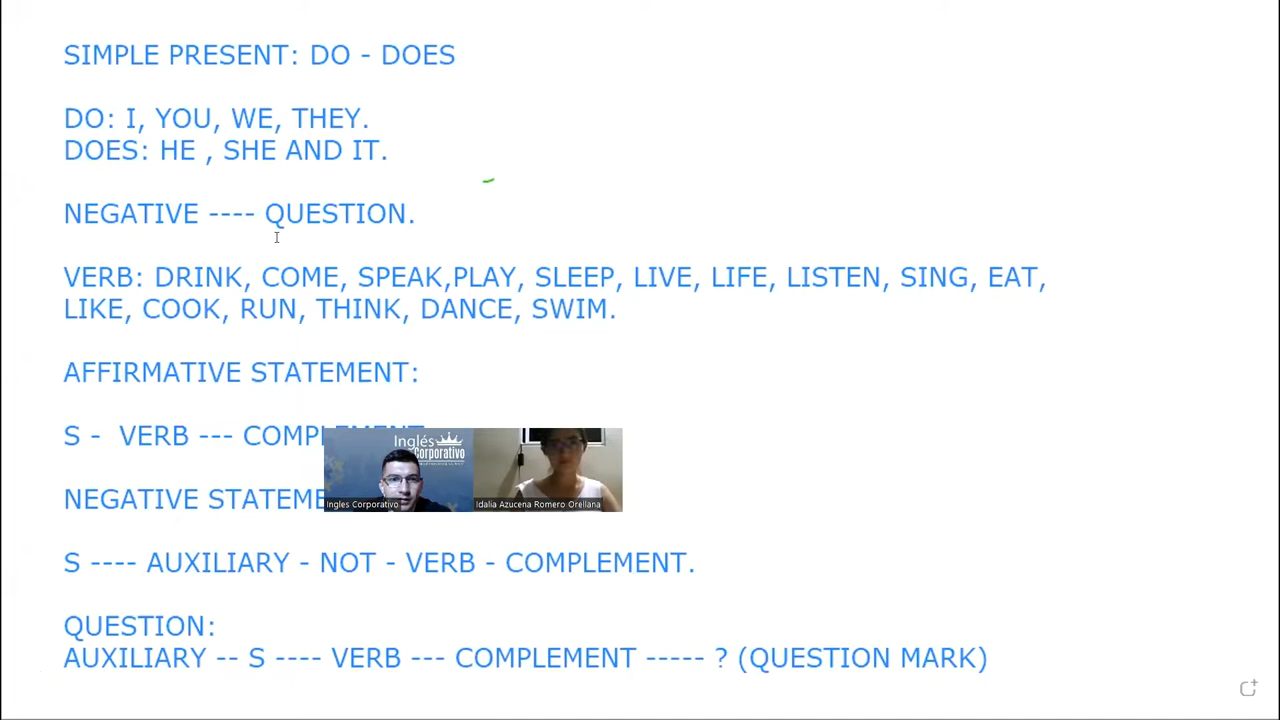 SIMPLE PRESENT: DO - DOES
DO: I, YOU, WE, THEY.
DOES: HE , SHE AND IT.
NEGATIVE ---- QUESTION.
VERB: DRINK, COME, SPEAK,PLAY, SLEEP, LIVE, LIFE, LISTEN, SING, EAT,
LIKE, COOK, RUN, THINK, DANCE, SWIM.
AFFIRMATIVE STATEMENT:
S - VERB --- COMPLEMENT
Inglés
Corporativo
NEGATIVE STATEME
Ingles Corporativo
Idalia Azucena Romero Orellana
S ---- AUXILIARY - NOT - VERB - COMPLEMENT.
QUESTION:
AUXILIARY -- S ---- VERB --- COMPLEMENT ----- ? (QUESTION MARK)